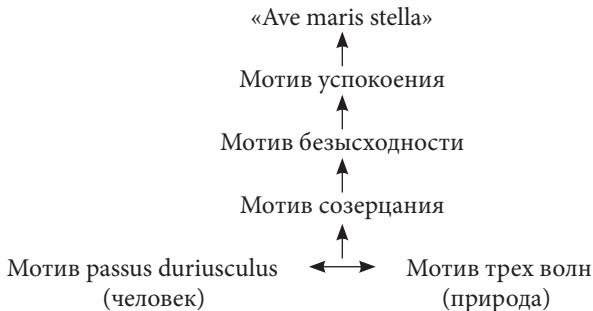 «Ave maris stella»
Мотив успокоения
Мотив безысходности
Мотив созерцания
Мотив passus duriusculus
(человек)
Мотив трех волн
(природа)